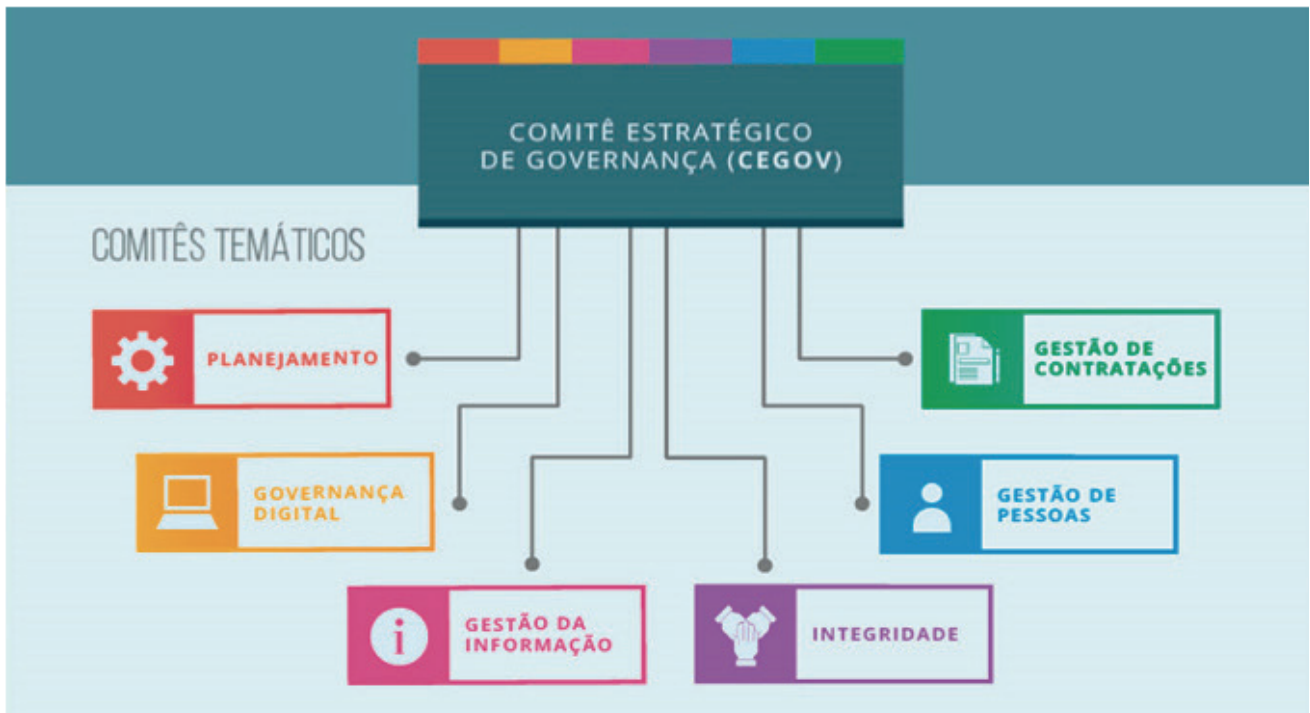 COMITÊ ESTRATÉGICO
DE GOVERNANÇA (CEGOV)
COMITÊS TEMÁTICOS
PLANEJAMENTO
GESTÃO DE
CONTRATAÇÕES
GOVERNANÇA
DIGITAL
GESTÃO DE
PESSOAS
GESTÃO DA
INFORMAÇÃO
INTEGRIDADE